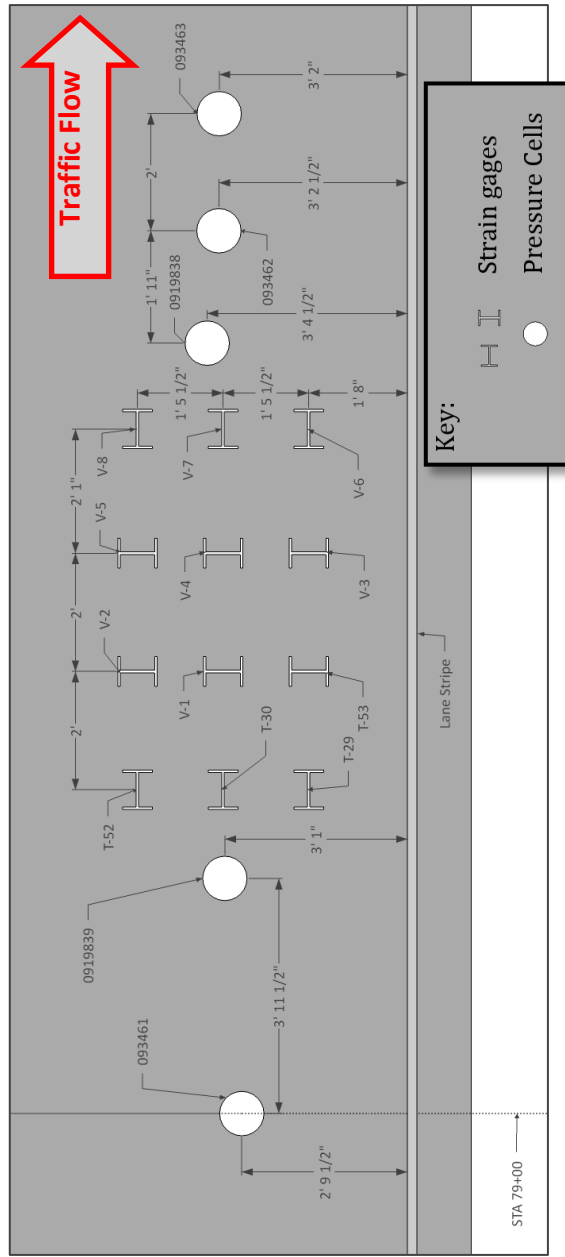 Traffic Flow
093463
2'
1' 11"
0919838
093462
3' 2"
3' 2 1/2"
3' 4 1/2"
1' 5 1/2"
1' 5 1/2"
1' 8"
V-8
V-7
V-6
2' 1"
V-5
V-4
V-3
2'
V-2
V-1
T-53
2'
T-52
T-30
T-29
Lane Stripe
3' 1"
0919839
3' 11 1/2"
093461
2' 9 1/2"
STA 79+00
Key:
Strain gages
Pressure Cells